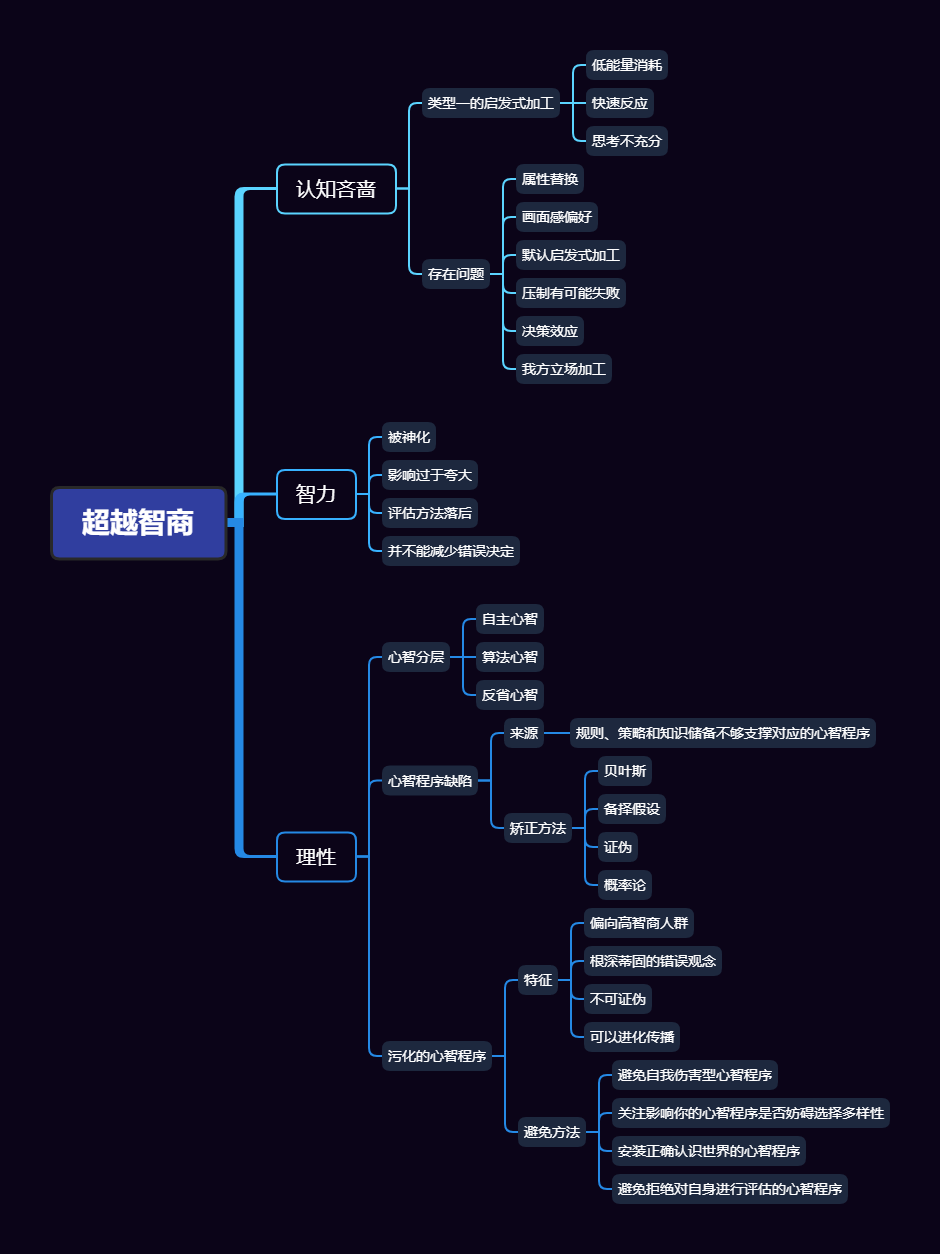 超越智商
认知吝啬
类型一的启发式加工
低能量消耗
快速反应
思考不充分
存在问题
属性替换
画面感偏好
默认启发式加工
压制有可能失败
决策效应
我方立场加工
智力
被神化
影响过于夸大
评估方法落后
并不能减少错误决定
理性
心智分层
自主心智
算法心智
反省心智
心智程序缺陷
来源
规则、策略和知识储备不够支撑对应的心智程序
矫正方法
贝叶斯
备择假设
证伪
概率论
污化的心智程序
特征
偏向高智商人群
根深蒂固的错误观念
不可证伪
可以进化传播
避免方法
避免自我伤害型心智程序
关注影响你的心智程序是否妨碍选择多样性
安装正确认识世界的心智程序
避免拒绝对自身进行评估的心智程序